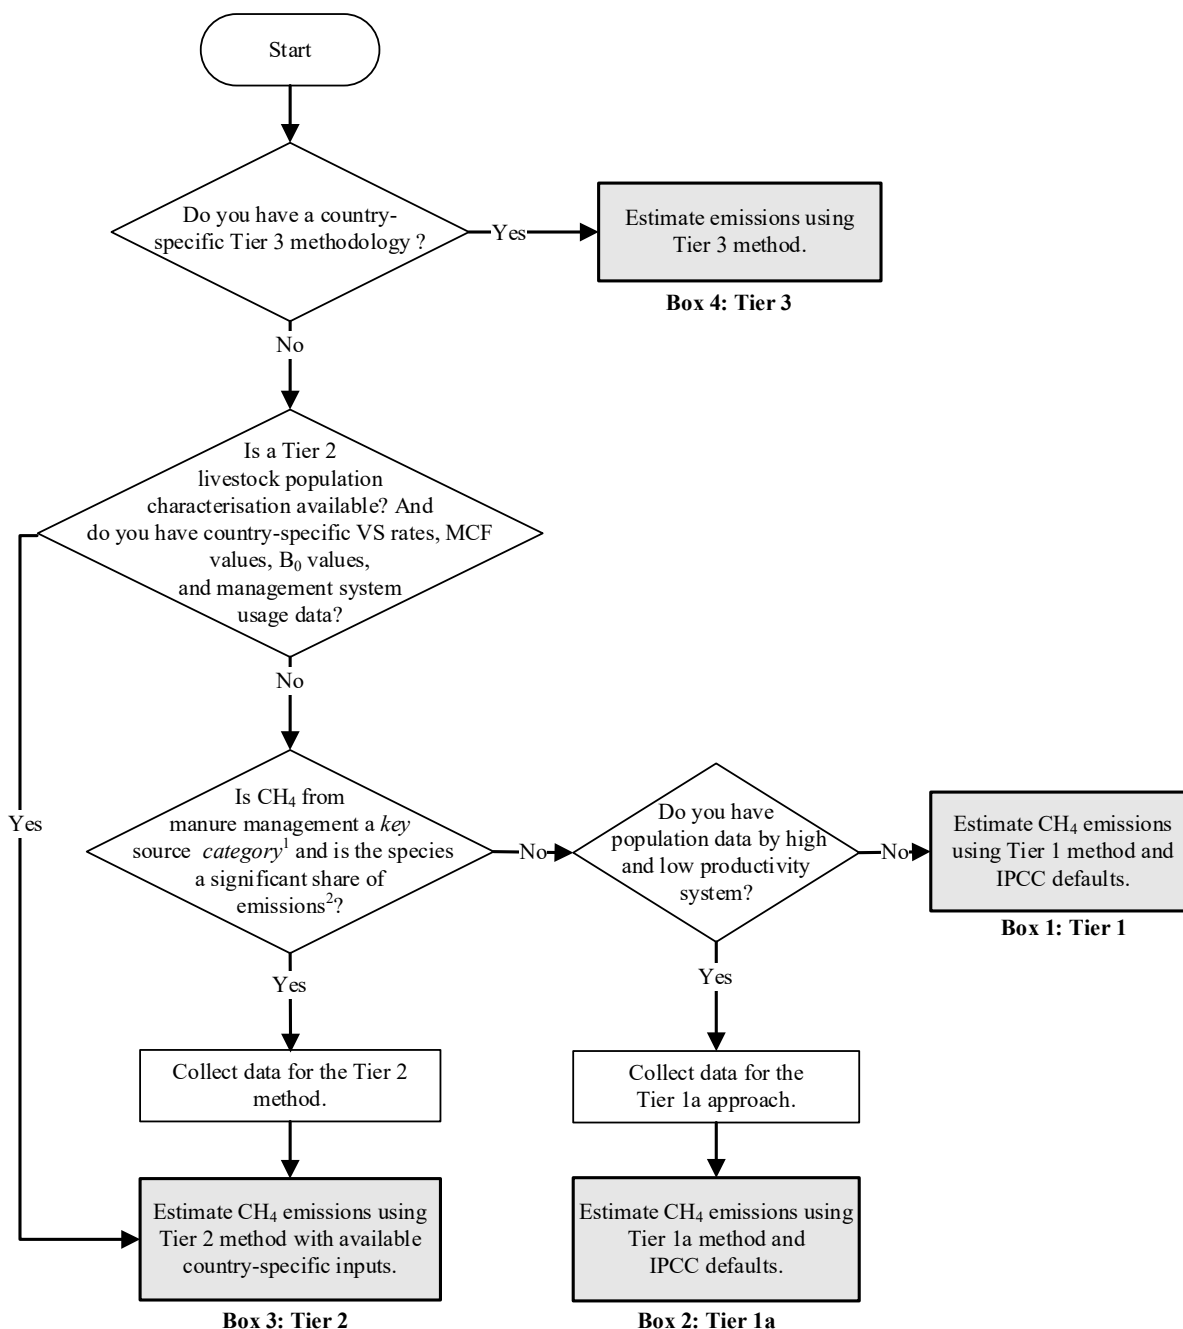 Start
Do you have a country-
specific Tier 3 methodology ?
Yes
Estimate emissions using
Tier 3 method.
Box 4: Tier 3
No
Is a Tier 2
livestock population
characterisation available? And
do you have country-specific VS rates, MCF
values, B₀ values,
and management system
usage data?
No
Yes
Is CH₄ from
manure management a key
source category¹ and is the species
a significant share of
emissions²?
No
Do you have
population data by high
and low productivity
system?
No
Estimate CH₄ emissions
using Tier 1 method and
IPCC defaults.
Box 1: Tier 1
Yes
Yes
Collect data for the Tier 2
method.
Collect data for the
Tier 1a approach.
Estimate CH₄ emissions using
Tier 2 method with available
country-specific inputs.
Box 3: Tier 2
Estimate CH₄ emissions using
Tier 1a method and
IPCC defaults.
Box 2: Tier 1a